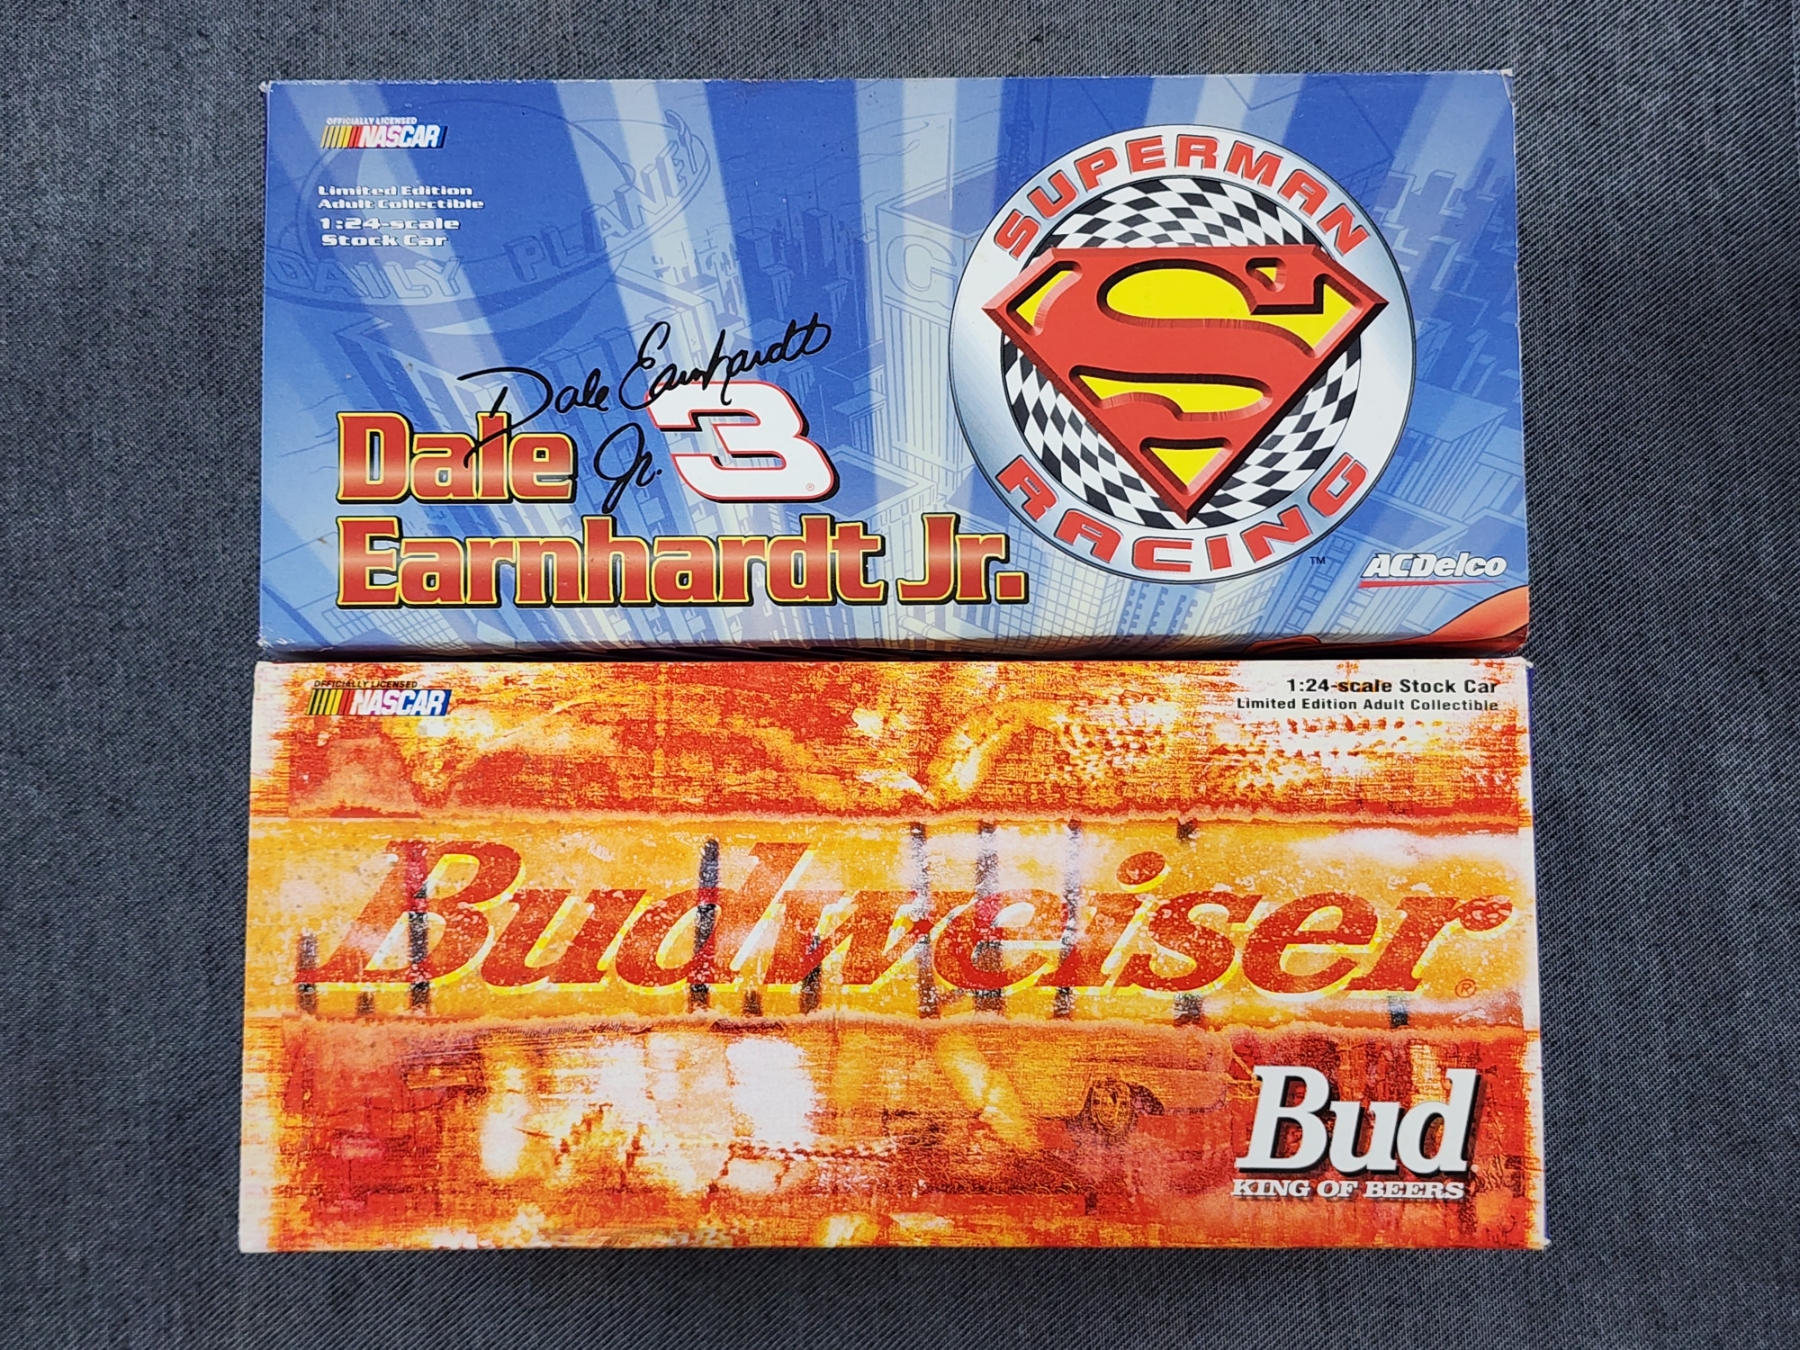 OFFICIALLY LICENSED
NASCAR
Limited Edition
Adult Collectible
1:24-scale
Stock Car
DAILY PLANET
SUPERMAN
S
RACING
TM
Dale Earnhardt
Jr.
3
®
Dale
Earnhardt Jr.
ACDelco
OFFICIALLY LICENSED
NASCAR
1:24-scale Stock Car
Limited Edition Adult Collectible
Budweiser®
Bud
KING OF BEERS